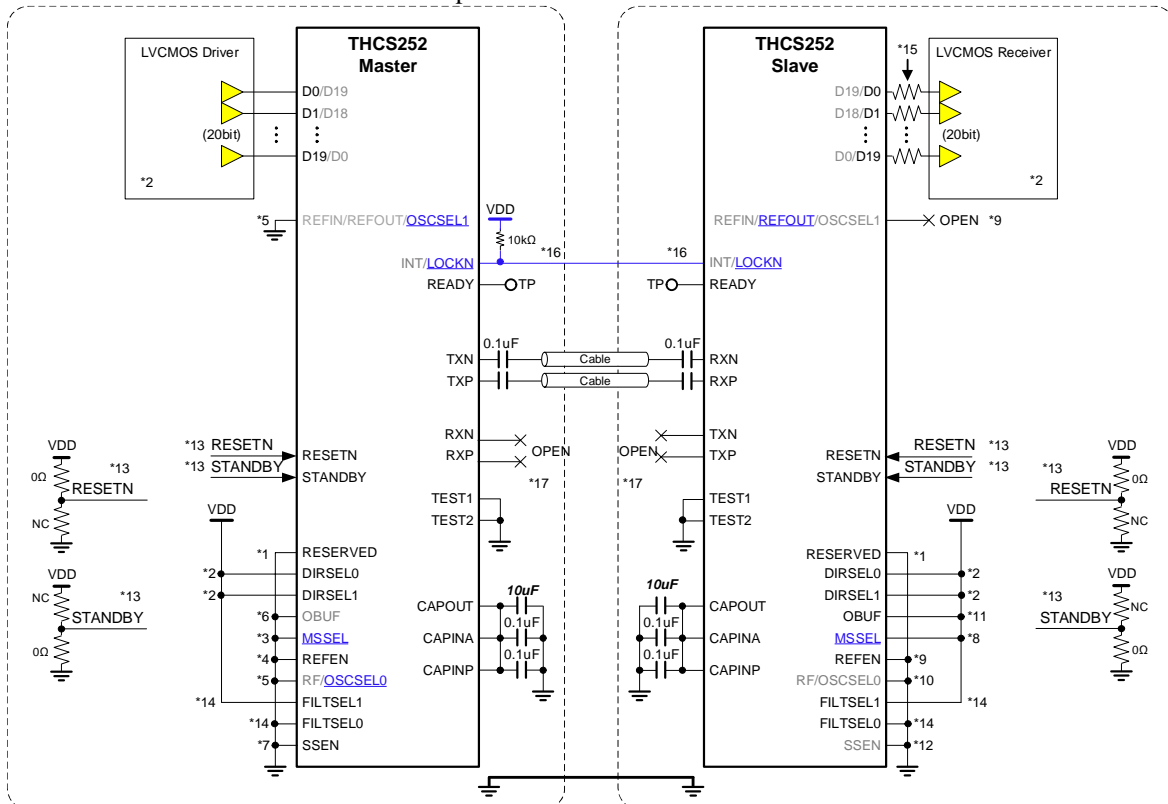 THCS252
Master
LVCMOS Driver
(20bit)
*2
D0/D19
D1/D18
D19/D0
*5
REFIN/REFOUT/OSCSEL1
VDD
10kΩ
*16
INT/LOCKN
READY
TP
TXN
TXP
0.1uF
Cable
Cable
0.1uF
RXN
RXP
OPEN
*17
*13 RESETN
*13 STANDBY
RESETN
STANDBY
TEST1
TEST2
VDD
0Ω
*13
RESETN
NC
VDD
NC
*13
STANDBY
0Ω
VDD
*1 RESERVED
*2 DIRSEL0
*2 DIRSEL1
*6 OBUF
*3 MSSEL
*4 REFEN
*5 RF/OSCSEL0
*14 FILTSEL1
*14 FILTSEL0
*7 SSEN
CAPOUT
CAPINA
CAPINP
10uF
0.1uF
0.1uF
THCS252
Slave
LVCMOS Receiver
*15
(20bit)
*2
D19/D0
D18/D1
D0/D19
REFIN/REFOUT/OSCSEL1
OPEN *9
*16
INT/LOCKN
TP
READY
RXN
RXP
TXN
TXP
OPEN
*17
RESETN
STANDBY
RESETN *13
STANDBY *13
TEST1
TEST2
*13
RESETN
VDD
0Ω
NC
*13
STANDBY
VDD
NC
0Ω
VDD
RESERVED *1
DIRSEL0 *2
DIRSEL1 *2
OBUF *11
MSSEL *8
REFEN *9
RF/OSCSEL0 *10
FILTSEL1 *14
FILTSEL0 *14
SSEN *12
10uF
0.1uF
0.1uF
CAPOUT
CAPINA
CAPINP